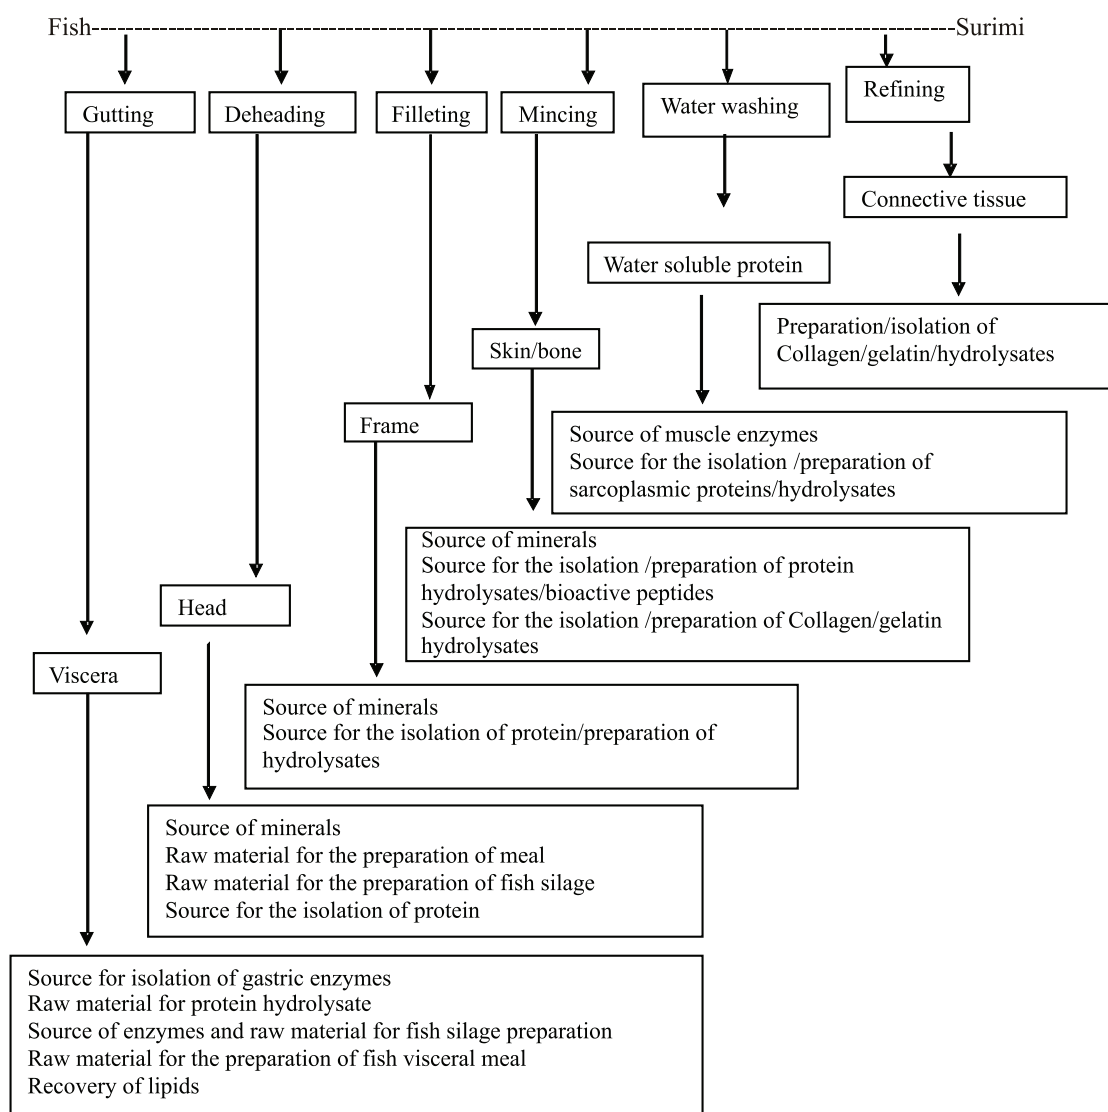 Fish
Surimi
Gutting
Deheading
Filleting
Mincing
Water washing
Refining
Connective tissue
Water soluble protein
Preparation/isolation of
Collagen/gelatin/hydrolysates
Skin/bone
Frame
Source of muscle enzymes
Source for the isolation /preparation of
sarcoplasmic proteins/hydrolysates
Source of minerals
Source for the isolation /preparation of protein
hydrolysates/bioactive peptides
Source for the isolation /preparation of Collagen/gelatin
hydrolysates
Head
Viscera
Source of minerals
Source for the isolation of protein/preparation of
hydrolysates
Source of minerals
Raw material for the preparation of meal
Raw material for the preparation of fish silage
Source for the isolation of protein
Source for isolation of gastric enzymes
Raw material for protein hydrolysate
Source of enzymes and raw material for fish silage preparation
Raw material for the preparation of fish visceral meal
Recovery of lipids